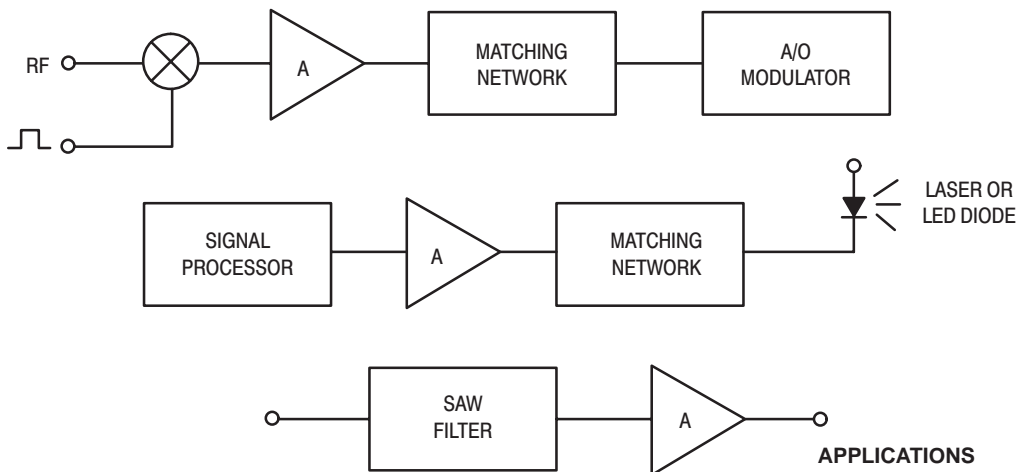 RF
A
MATCHING
NETWORK
A/O
MODULATOR
SIGNAL
PROCESSOR
A
MATCHING
NETWORK
LASER OR
LED DIODE
SAW
FILTER
A
APPLICATIONS